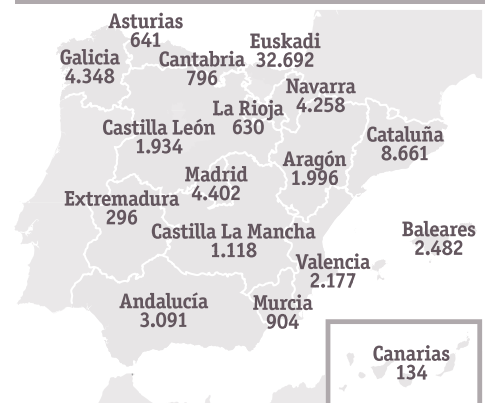 Asturias
641
Euskadi
32.692
Galicia
4.348
Cantabria
796
Navarra
4.258
La Rioja
630
Castilla León
1.934
Cataluña
8.661
Aragón
1.996
Madrid
4.402
Extremadura
296
Castilla La Mancha
1.118
Baleares
2.482
Valencia
2.177
Andalucía
3.091
Murcia
904
Canarias
134